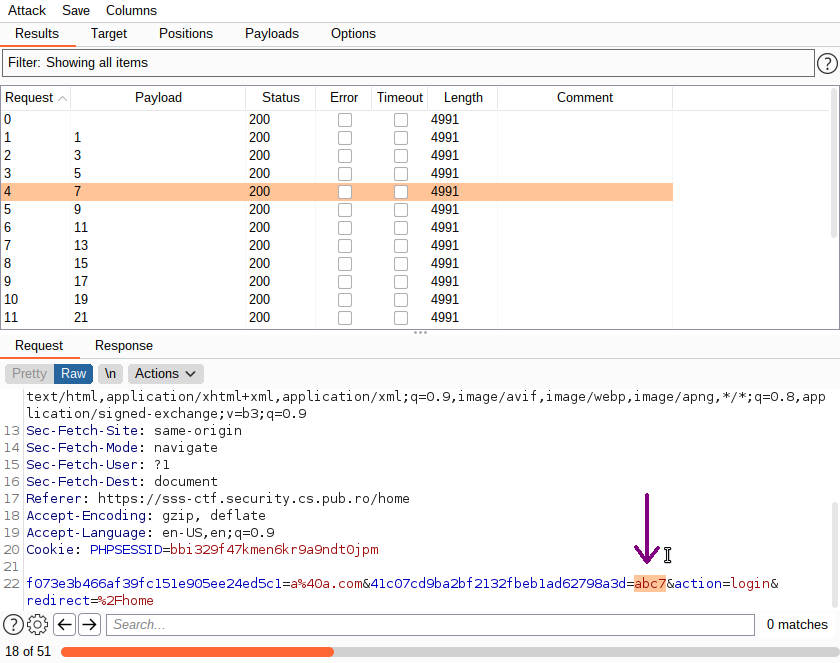 Attack Save Columns
Results Target Positions Payloads Options
Filter: Showing all items ?
Request Payload Status Error Timeout Length Comment
0 200 4991
1 1 200 4991
2 3 200 4991
3 5 200 4991
4 7 200 4991
5 9 200 4991
6 11 200 4991
7 13 200 4991
8 15 200 4991
9 17 200 4991
10 19 200 4991
11 21 200 4991
Request Response
Pretty Raw \n Actions
text/html,application/xhtml+xml,application/xml;q=0.9,image/avif,image/webp,image/apng,*/*;q=0.8,app
lication/signed-exchange;v=b3;q=0.9
13 Sec-Fetch-Site: same-origin
14 Sec-Fetch-Mode: navigate
15 Sec-Fetch-User: ?1
16 Sec-Fetch-Dest: document
17 Referer: https://sss-ctf.security.cs.pub.ro/home
18 Accept-Encoding: gzip, deflate
19 Accept-Language: en-US,en;q=0.9
20 Cookie: PHPSESSID=bbi329f47kmen6kr9a9ndt0jpm
21
22 f073e3b466af39fc151e905ee24ed5c1=a%40a.com&41c07cd9ba2bf2132fbeb1ad62798a3d=abc7&action=login&
redirect=%2Fhome
? Search... 0 matches
18 of 51